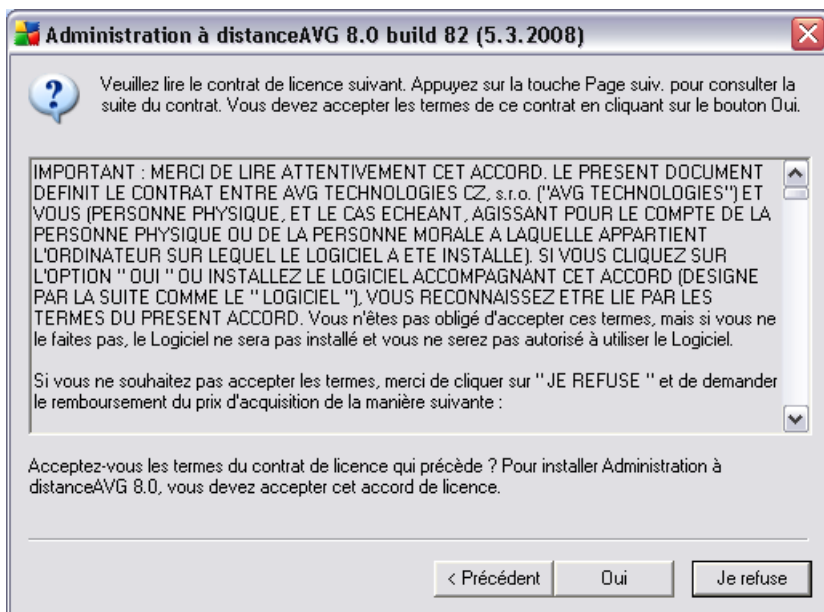 Administration à distanceAVG 8.0 build 82 (5.3.2008)
Veuillez lire le contrat de licence suivant. Appuyez sur la touche Page suiv. pour consulter la
suite du contrat. Vous devez accepter les termes de ce contrat en cliquant sur le bouton Oui.
IMPORTANT : MERCI DE LIRE ATTENTIVEMENT CET ACCORD. LE PRESENT DOCUMENT
DEFINIT LE CONTRAT ENTRE AVG TECHNOLOGIES CZ, s.r.o. ("AVG TECHNOLOGIES") ET
VOUS (PERSONNE PHYSIQUE, ET LE CAS ECHEANT, AGISSANT POUR LE COMPTE DE LA
PERSONNE PHYSIQUE OU DE LA PERSONNE MORALE A LAQUELLE APPARTIENT
L'ORDINATEUR SUR LEQUEL LE LOGICIEL A ETE INSTALLE). SI VOUS CLIQUEZ SUR
L'OPTION " OUI " OU INSTALLEZ LE LOGICIEL ACCOMPAGNANT CET ACCORD (DESIGNE
PAR LA SUITE COMME LE " LOGICIEL "), VOUS RECONNAISSEZ ETRE LIE PAR LES
TERMES DU PRESENT ACCORD. Vous n'êtes pas obligé d'accepter ces termes, mais si vous ne
le faites pas, le Logiciel ne sera pas installé et vous ne serez pas autorisé à utiliser le Logiciel.
Si vous ne souhaitez pas accepter les termes, merci de cliquer sur " JE REFUSE " et de demander
le remboursement du prix d'acquisition de la manière suivante :
Acceptez-vous les termes du contrat de licence qui précède ? Pour installer Administration à
distanceAVG 8.0, vous devez accepter cet accord de licence.
< Précédent
Oui
Je refuse